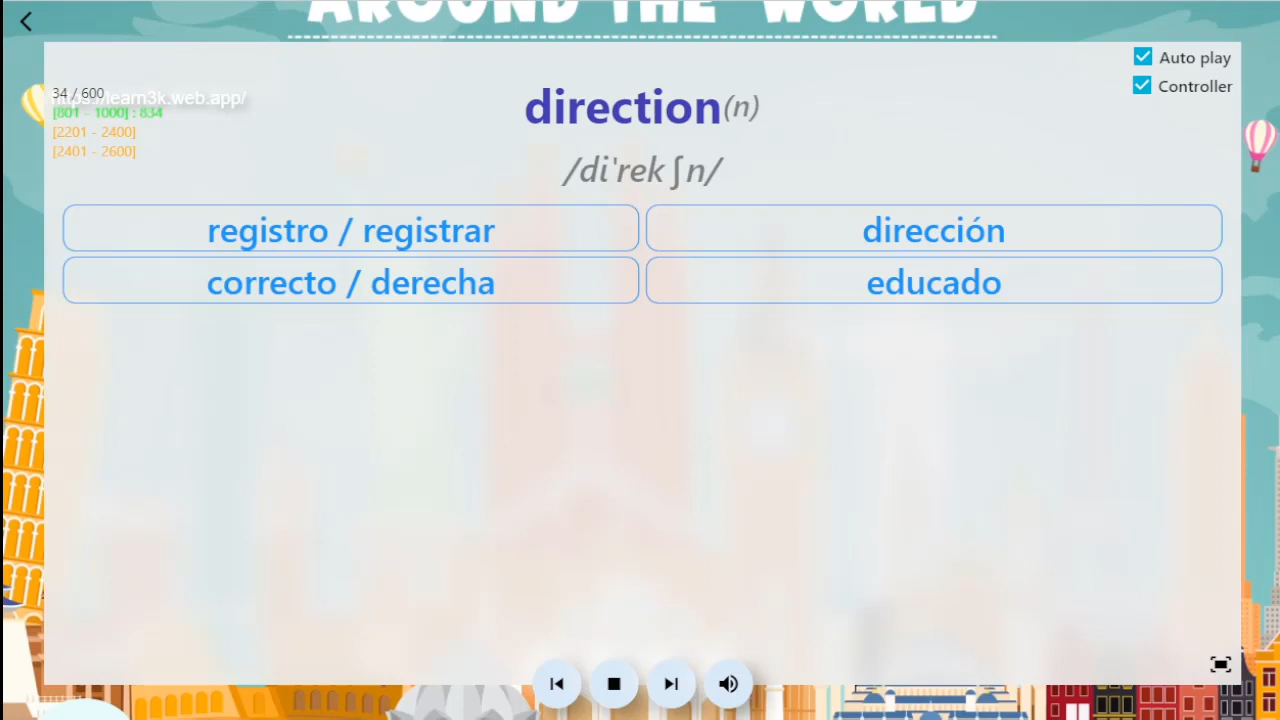 AROUND THE WORLD
Auto play
Controller
34 / 600
https://learn3k.web.app/
[801 - 1000] : 834
[2201 - 2400]
[2401 - 2600]
direction(n)
/di'rek ʃn/
registro / registrar
dirección
correcto / derecha
educado